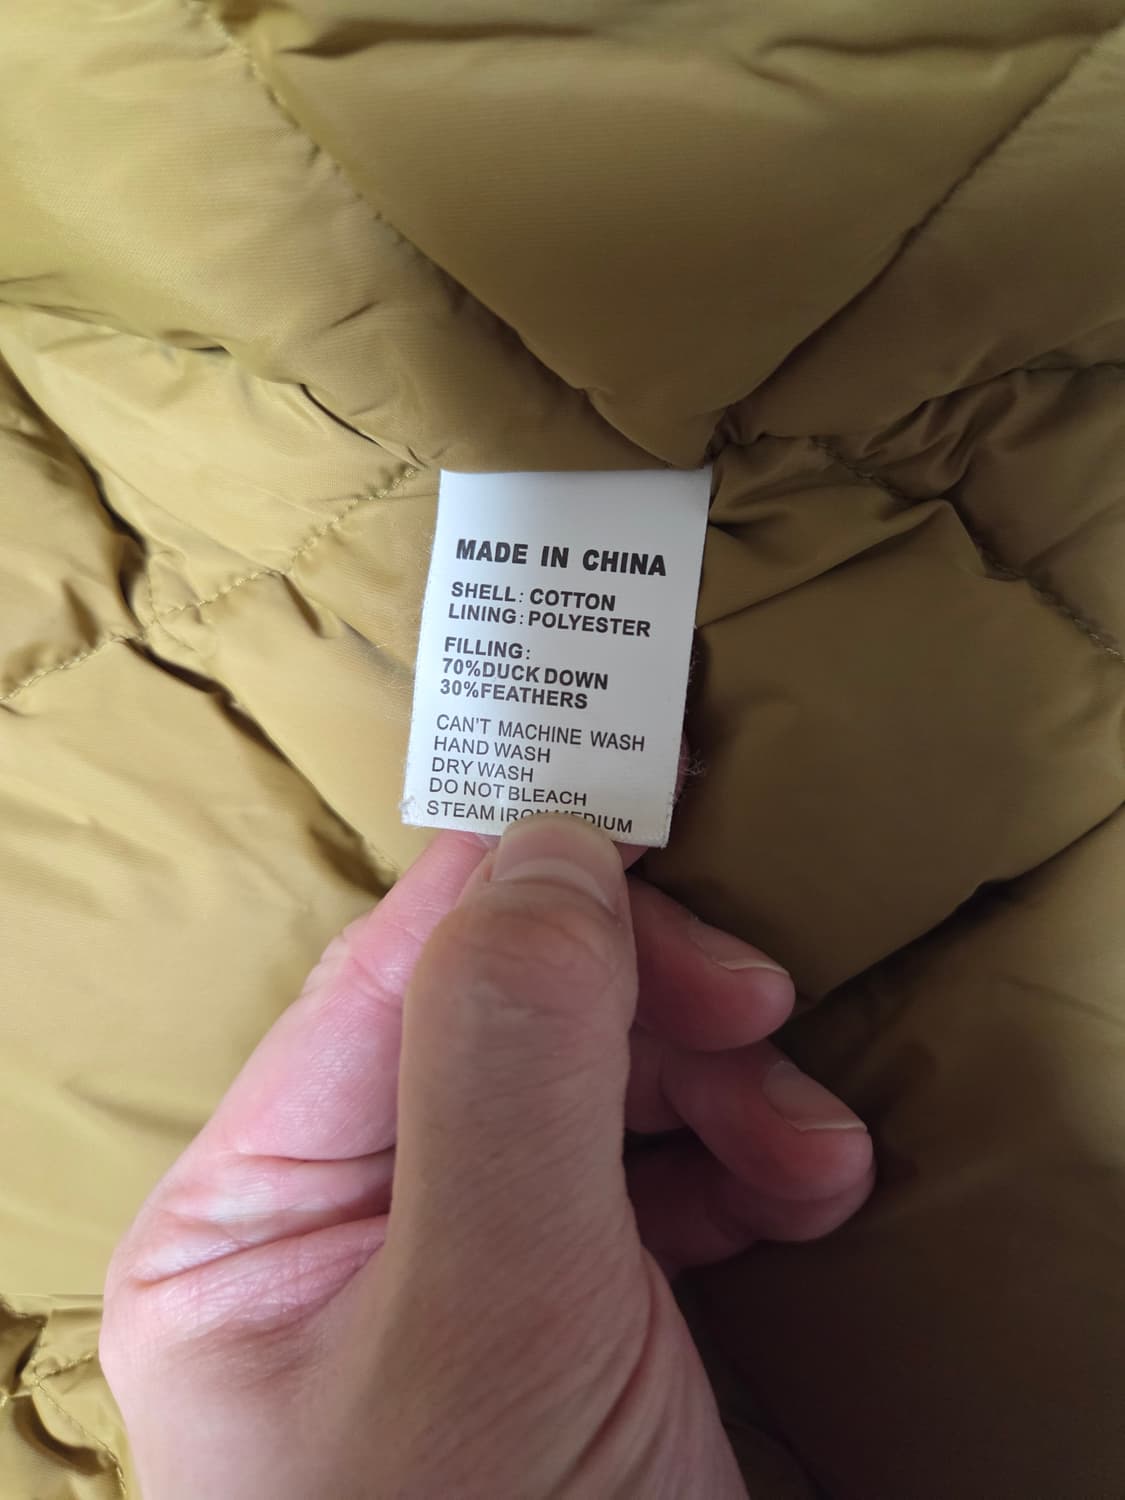 MADE IN CHINA
SHELL: COTTON
LINING: POLYESTER
FILLING:
70%DUCK DOWN
30%FEATHERS
CAN'T MACHINE WASH
HAND WASH
DRY WASH
DO NOT BLEACH
STEAM IRON MEDIUM